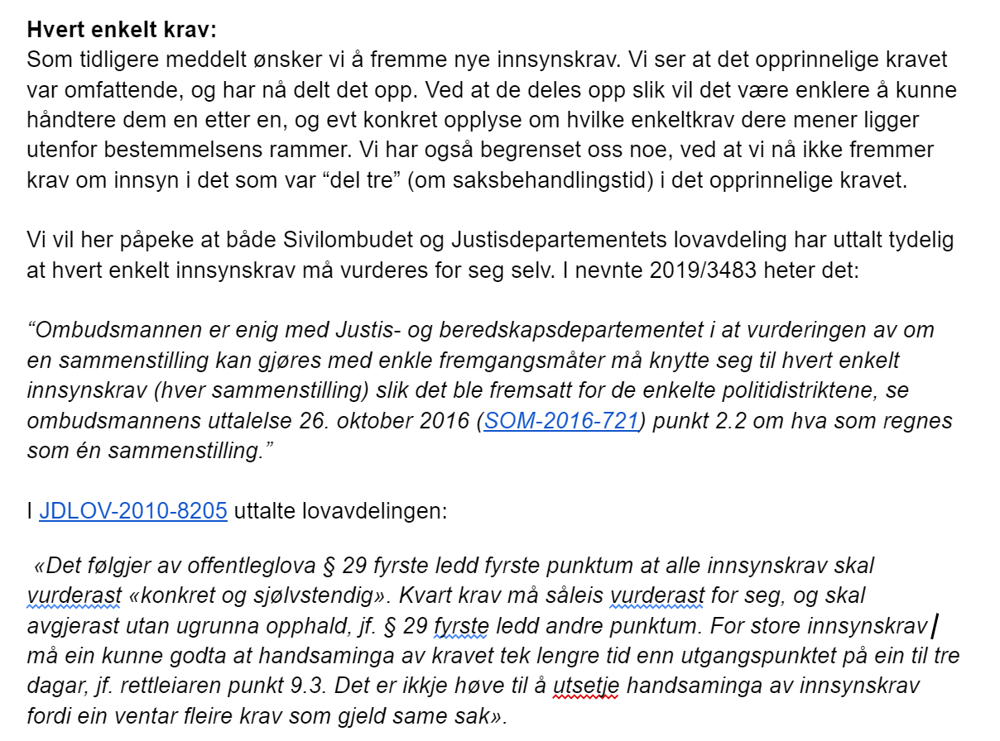 Hvert enkelt krav:
Som tidligere meddelt ønsker vi å fremme nye innsynskrav. Vi ser at det opprinnelige kravet
var omfattende, og har nå delt det opp. Ved at de deles opp slik vil det være enklere å kunne
håndtere dem en etter en, og evt konkret opplyse om hvilke enkeltkrav dere mener ligger
utenfor bestemmelsens rammer. Vi har også begrenset oss noe, ved at vi nå ikke fremmer
krav om innsyn i det som var “del tre” (om saksbehandlingstid) i det opprinnelige kravet.
Vi vil her påpeke at både Sivilombudet og Justisdepartementets lovavdeling har uttalt tydelig
at hvert enkelt innsynskrav må vurderes for seg selv. I nevnte 2019/3483 heter det:
“Ombudsmannen er enig med Justis- og beredskapsdepartementet i at vurderingen av om
en sammenstilling kan gjøres med enkle fremgangsmåter må knytte seg til hvert enkelt
innsynskrav (hver sammenstilling) slik det ble fremsatt for de enkelte politidistriktene, se
ombudsmannens uttalelse 26. oktober 2016 (SOM-2016-721) punkt 2.2 om hva som regnes
som én sammenstilling.”
I JDLOV-2010-8205 uttalte lovavdelingen:
«Det følgjer av offentleglova § 29 fyrste ledd fyrste punktum at alle innsynskrav skal
vurderast «konkret og sjølvstendig». Kvart krav må såleis vurderast for seg, og skal
avgjerast utan ugrunna opphald, jf. § 29 fyrste ledd andre punktum. For store innsynskrav
må ein kunne godta at handsaminga av kravet tek lengre tid enn utgangspunktet på ein til tre
dagar, jf. rettleiaren punkt 9.3. Det er ikkje høve til å utsetje handsaminga av innsynskrav
fordi ein ventar fleire krav som gjeld same sak».